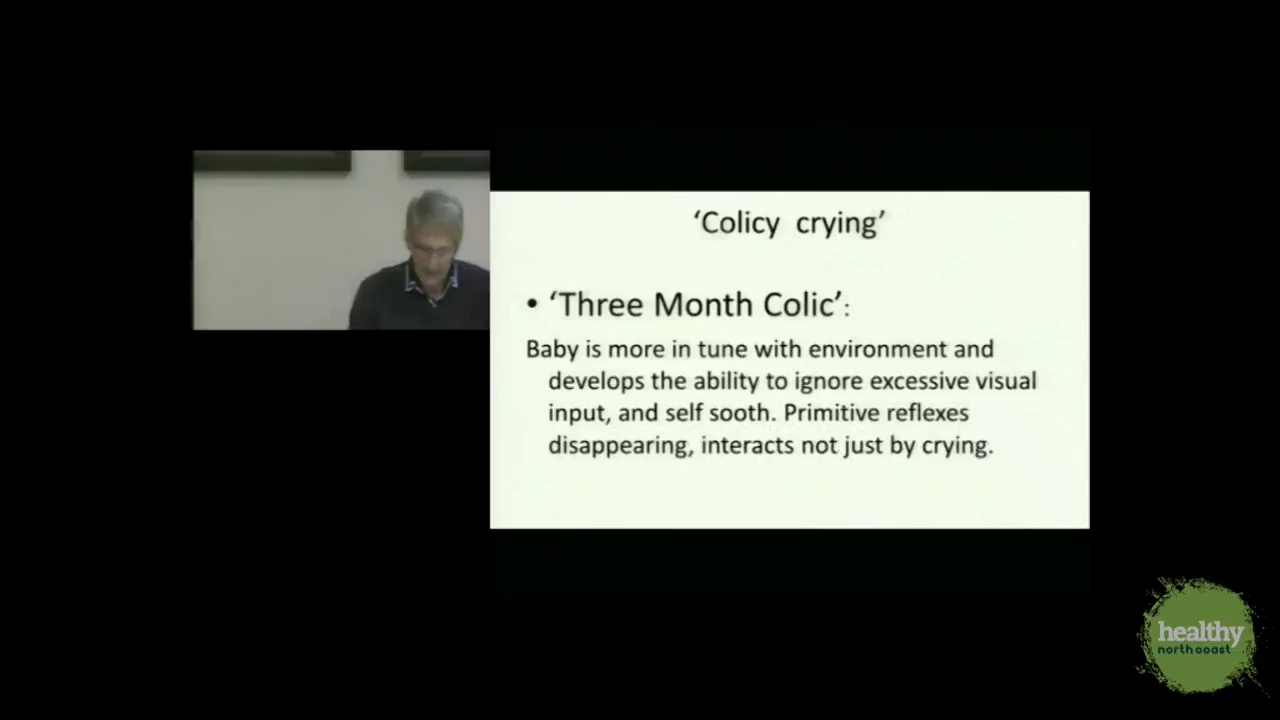 ‘Colicy crying’
• ‘Three Month Colic’:
Baby is more in tune with environment and
develops the ability to ignore excessive visual
input, and self sooth. Primitive reflexes
disappearing, interacts not just by crying.
healthy
north coast